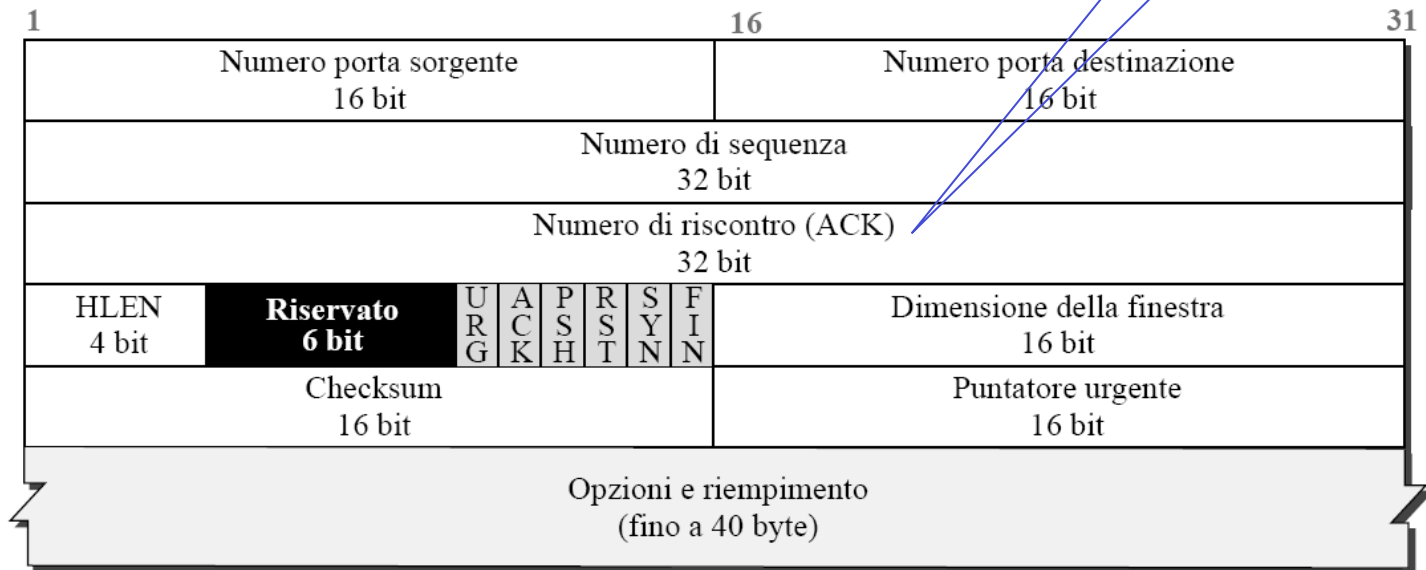 1 16 31
Numero porta sorgente Numero porta destinazione
16 bit 16 bit
Numero di sequenza
32 bit
Numero di riscontro (ACK)
32 bit
HLEN Riservato URG ACK PSH RST SYN FIN Dimensione della finestra
4 bit 6 bit 16 bit
Checksum Puntatore urgente
16 bit 16 bit
Opzioni e riempimento
(fino a 40 byte)